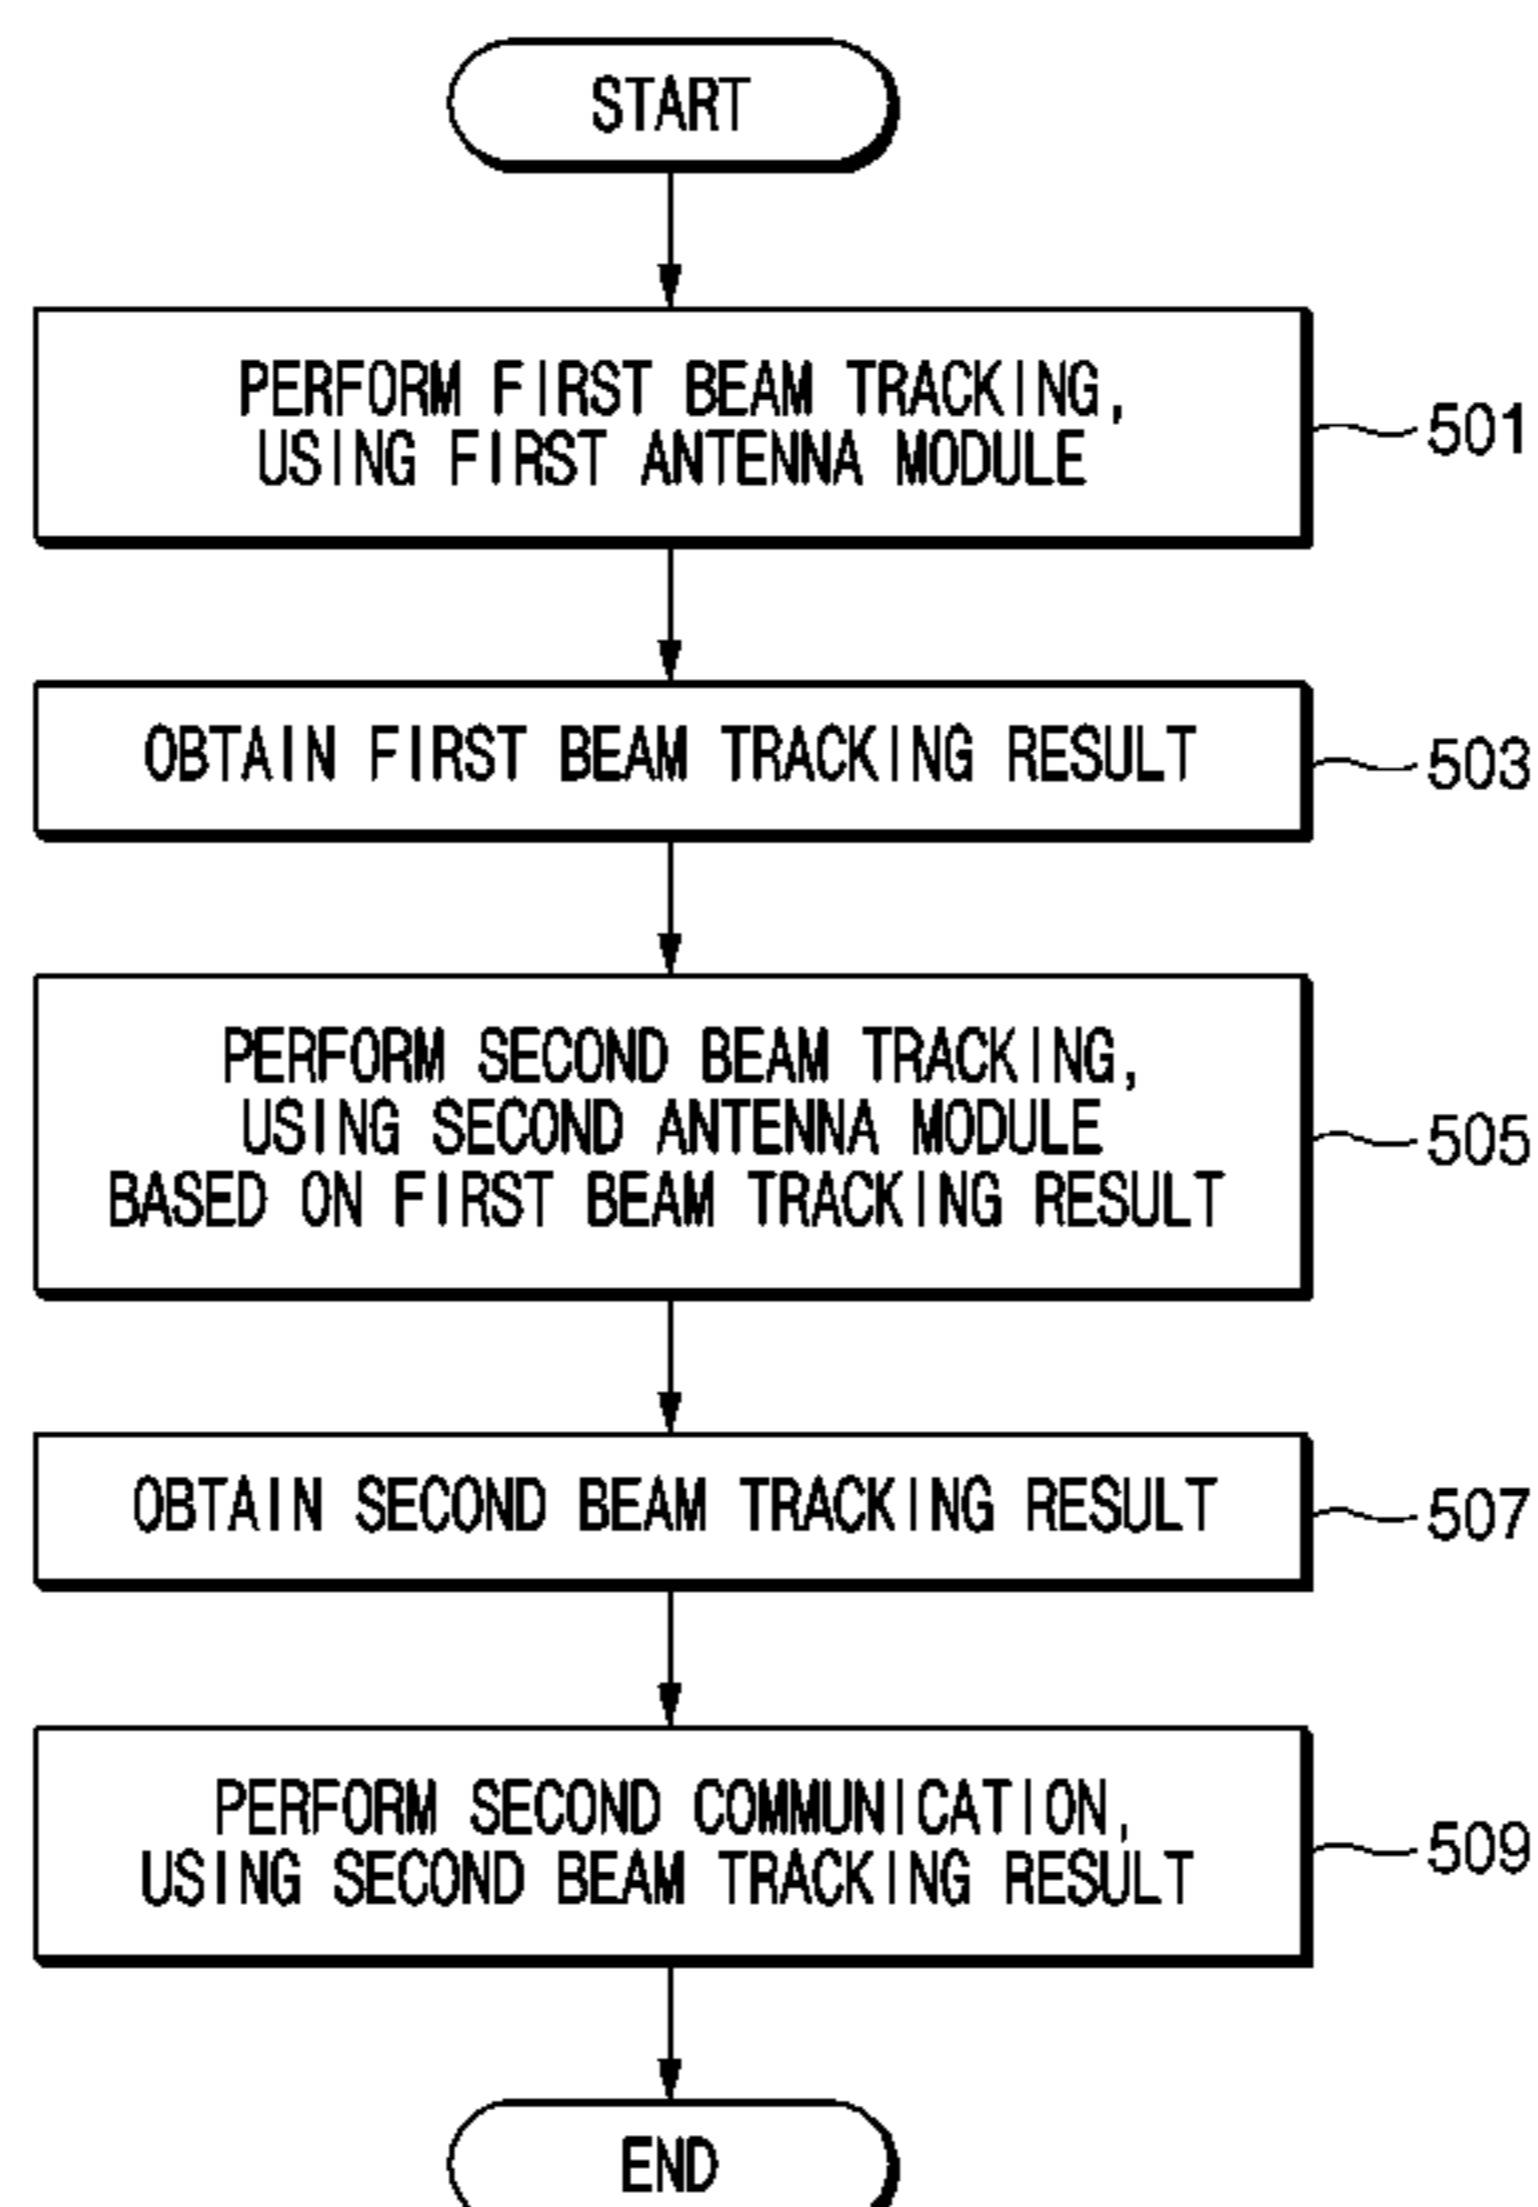 START
PERFORM FIRST BEAM TRACKING,
USING FIRST ANTENNA MODULE
501
OBTAIN FIRST BEAM TRACKING RESULT
503
PERFORM SECOND BEAM TRACKING,
USING SECOND ANTENNA MODULE
BASED ON FIRST BEAM TRACKING RESULT
505
OBTAIN SECOND BEAM TRACKING RESULT
507
PERFORM SECOND COMMUNICATION,
USING SECOND BEAM TRACKING RESULT
509
END